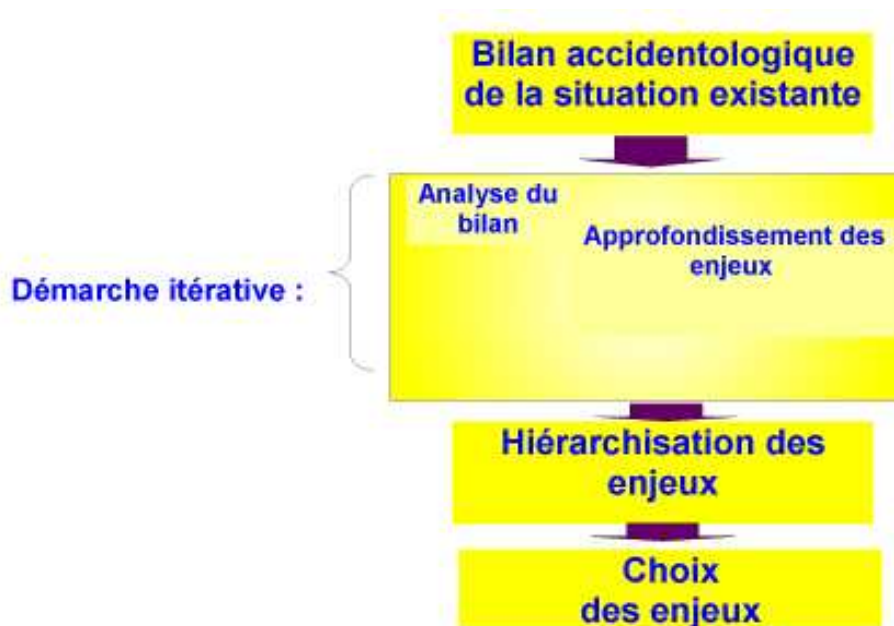 Bilan accidentologique
de la situation existante
Analyse du
bilan
Approfondissement des
enjeux
Démarche itérative :
Hiérarchisation des
enjeux
Choix
des enjeux